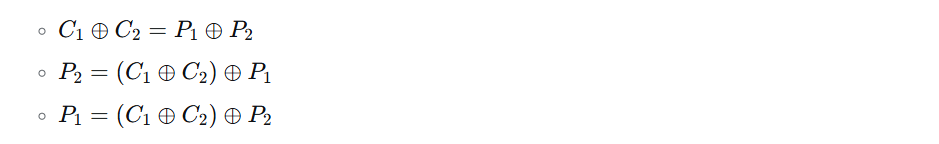 ◦ C₁ ⊕ C₂ = P₁ ⊕ P₂
◦ P₂ = (C₁ ⊕ C₂) ⊕ P₁
◦ P₁ = (C₁ ⊕ C₂) ⊕ P₂